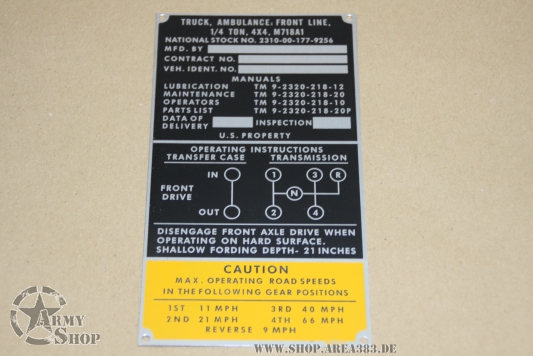 TRUCK, AMBULANCE, FRONT LINE,
1/4 TON, 4X4, M718A1
NATIONAL STOCK NO. 2310-00-177-9256
MFD. BY
CONTRACT NO.
VEH. IDENT. NO.
MANUALS
LUBRICATION TM 9-2320-218-12
MAINTENANCE TM 9-2320-218-20
OPERATORS TM 9-2320-218-10
PARTS LIST TM 9-2320-218-20P
DATA OF DELIVERY INSPECTION
U.S. PROPERTY
OPERATING INSTRUCTIONS
TRANSFER CASE TRANSMISSION
IN 1 3 R
FRONT DRIVE N
OUT 2 4
DISENGAGE FRONT AXLE DRIVE WHEN
OPERATING ON HARD SURFACE.
SHALLOW FORDING DEPTH- 21 INCHES
CAUTION
MAX. OPERATING ROAD SPEEDS
IN THE FOLLOWING GEAR POSITIONS
1ST 11 MPH 3RD 40 MPH
2ND 21 MPH 4TH 66 MPH
REVERSE 9 MPH
ARMY
SHOP
WWW.SHOP.AREA383.DE